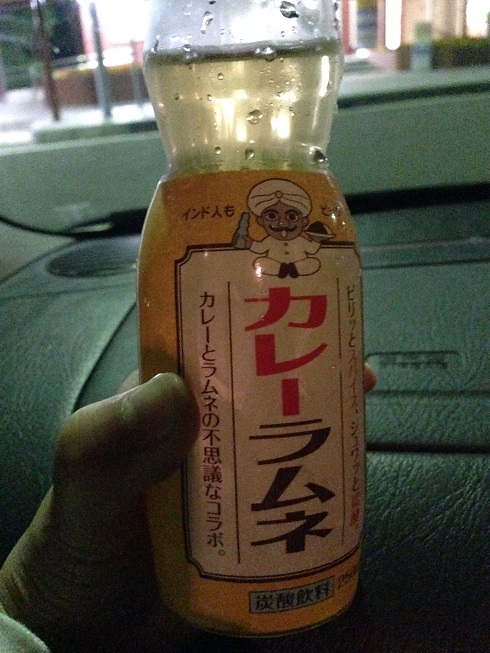 インド人も
ピリッとスパイス、シュワッと炭酸。
カレーラムネ
カレーとラムネの不思議なコラボ。
炭酸飲料